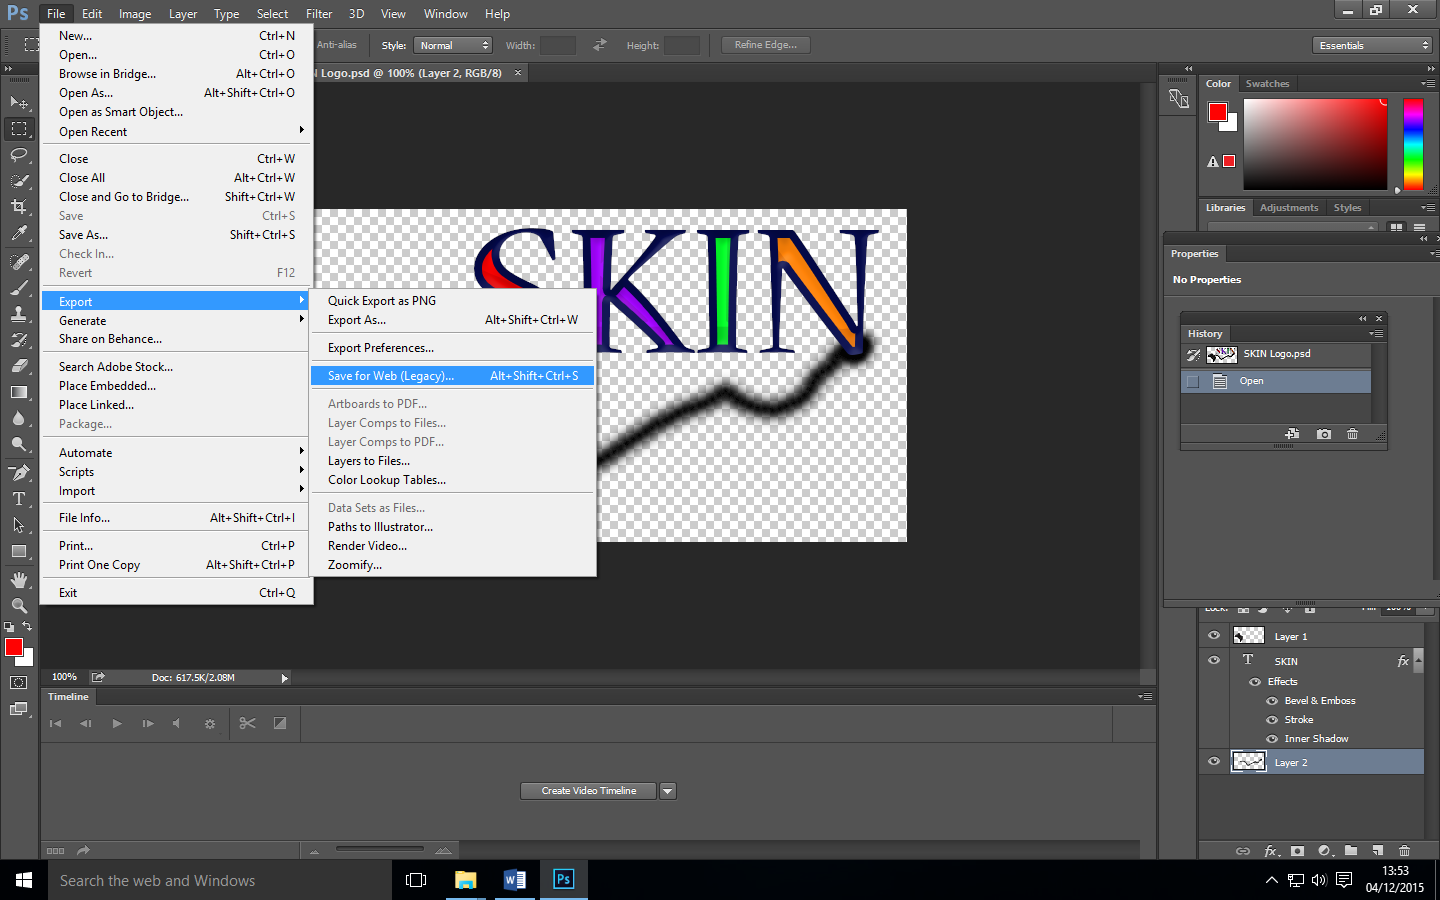 Ps File Edit Image Layer Type Select Filter 3D View Window Help
Anti-alias Style: Normal Width: Height: Refine Edge... Essentials
N Logo.psd @ 100% (Layer 2, RGB/8) ×
New... Ctrl+N
Open... Ctrl+O
Browse in Bridge... Alt+Ctrl+O
Open As... Alt+Shift+Ctrl+O
Open as Smart Object...
Open Recent
Close Ctrl+W
Close All Alt+Ctrl+W
Close and Go to Bridge... Shift+Ctrl+W
Save Ctrl+S
Save As... Shift+Ctrl+S
Check In...
Revert F12
Export
Generate
Share on Behance...
Search Adobe Stock...
Place Embedded...
Place Linked...
Package...
Automate
Scripts
Import
File Info... Alt+Shift+Ctrl+I
Print... Ctrl+P
Print One Copy Alt+Shift+Ctrl+P
Exit Ctrl+Q
Quick Export as PNG
Export As... Alt+Shift+Ctrl+W
Export Preferences...
Save for Web (Legacy)... Alt+Shift+Ctrl+S
Artboards to PDF...
Layer Comps to Files...
Layer Comps to PDF...
Layers to Files...
Color Lookup Tables...
Data Sets as Files...
Paths to Illustrator...
Render Video...
Zoomify...
SKIN
Color Swatches
Libraries Adjustments Styles
Properties
No Properties
History
SKIN Logo.psd
Open
Layer 1
T SKIN fx
Effects
Bevel & Emboss
Stroke
Inner Shadow
Layer 2
fx
100% Doc: 617.5K/2.08M
Timeline
Create Video Timeline
Search the web and Windows
Ps
13:53
04/12/2015